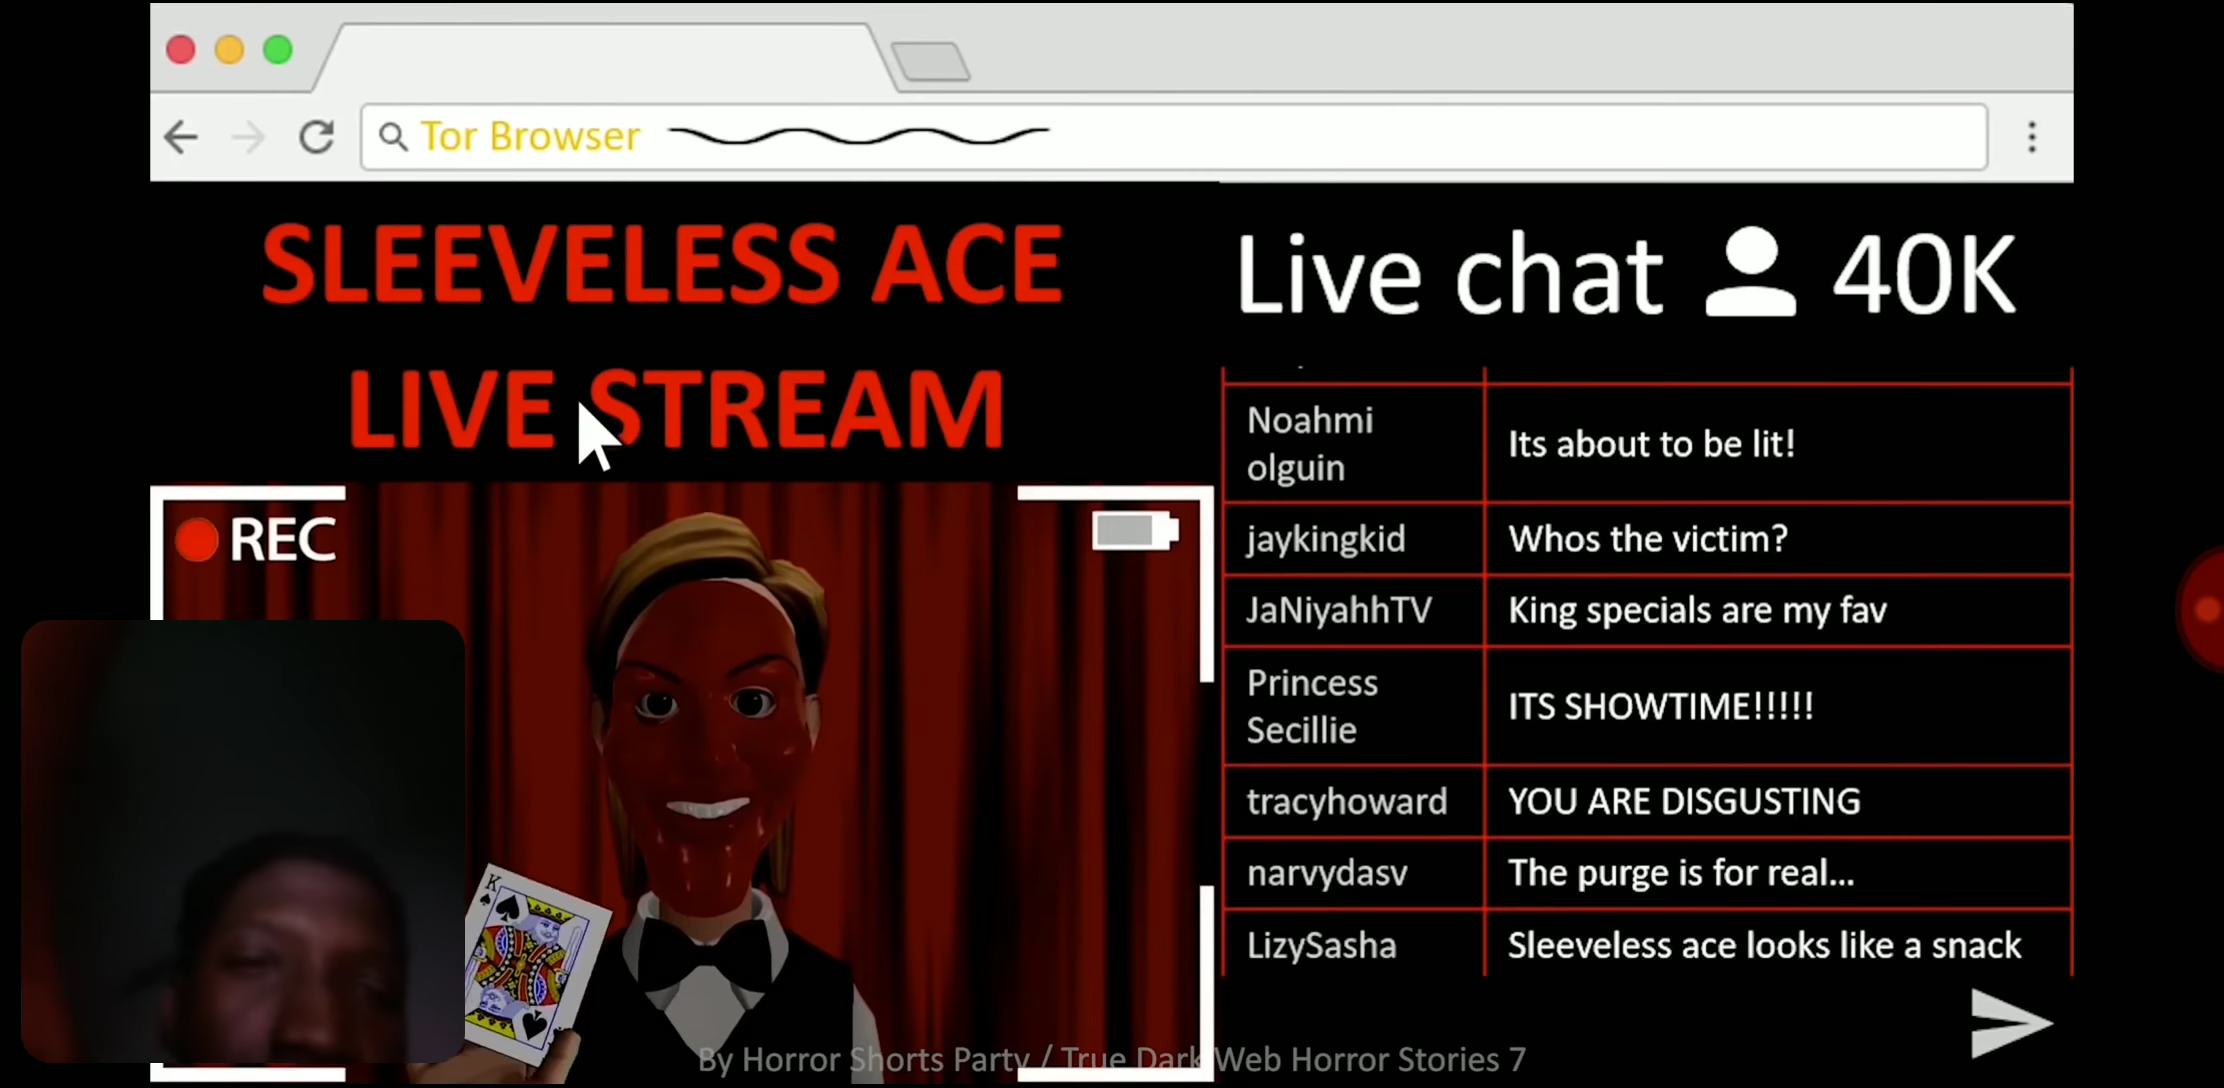 Tor Browser
SLEEVELESS ACE
LIVE STREAM
REC
K
Live chat 40K
Noahmi
olguin
Its about to be lit!
jaykingkid
Whos the victim?
JaNiyahhTV
King specials are my fav
Princess
Secillie
ITS SHOWTIME!!!!!
tracyhoward
YOU ARE DISGUSTING
narvydasv
The purge is for real...
LizySasha
Sleeveless ace looks like a snack
By Horror Shorts Party / True Dark Web Horror Stories 7